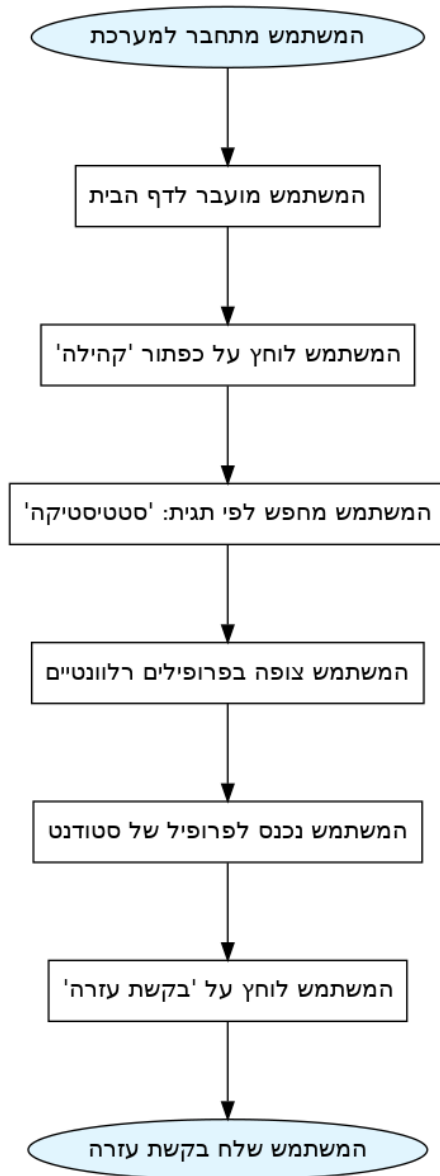 המשתמש מתחבר למערכת
המשתמש מועבר לדף הבית
המשתמש לוחץ על כפתור 'קהילה'
המשתמש מחפש לפי תגית: 'סטטיסטיקה'
המשתמש צופה בפרופילים רלוונטיים
המשתמש נכנס לפרופיל של סטודנט
המשתמש לוחץ על 'בקשת עזרה'
המשתמש שלח בקשת עזרה